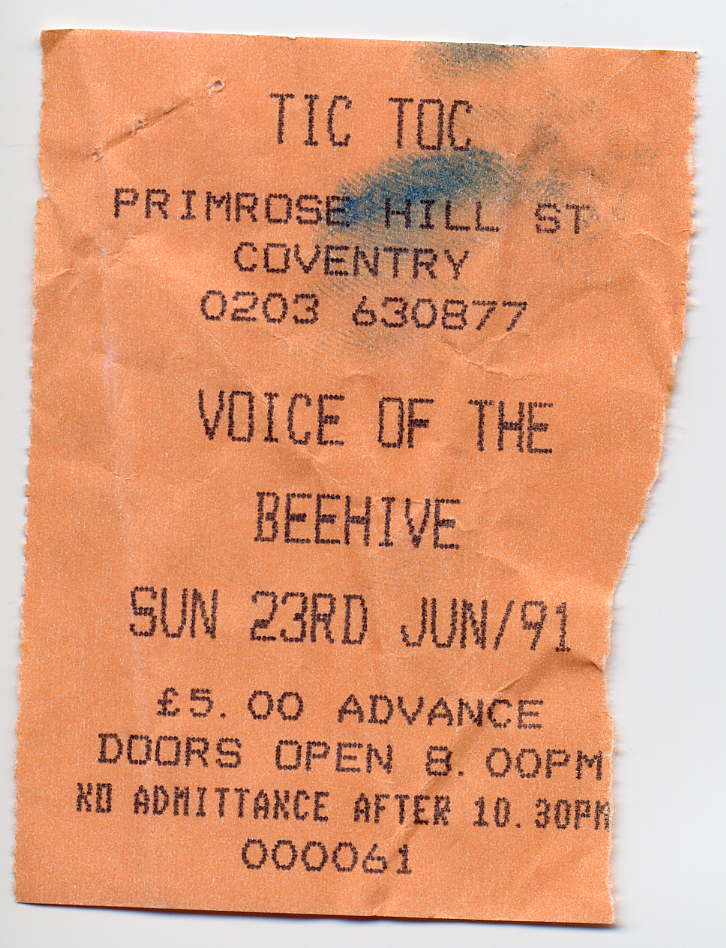 TIC TOC
PRIMROSE HILL ST
COVENTRY
0203 630877
VOICE OF THE
BEEHIVE
SUN 23RD JUN/91
£5.00 ADVANCE
DOORS OPEN 8.00PM
NO ADMITTANCE AFTER 10.30PM
000061